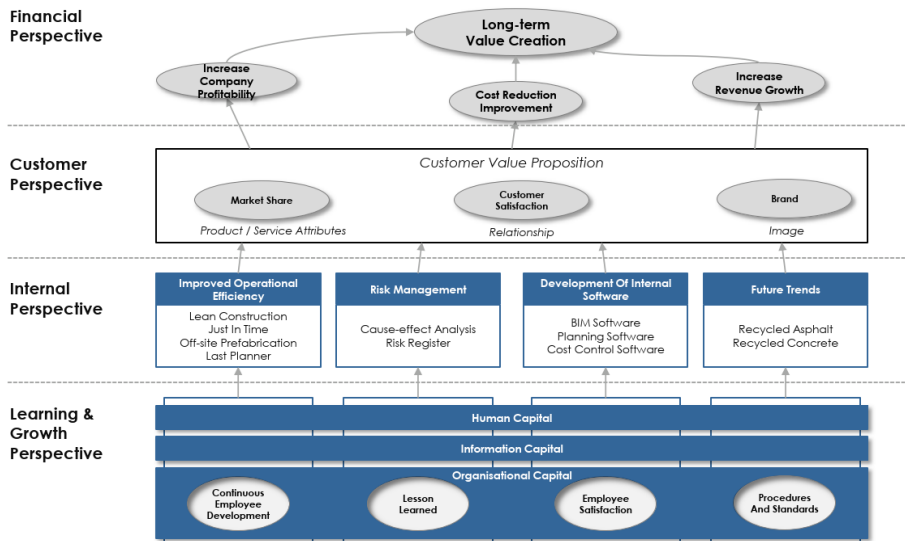 Financial
Perspective
Long-term
Value Creation
Increase
Company
Profitability
Cost Reduction
Improvement
Increase
Revenue Growth
Customer
Perspective
Customer Value Proposition
Market Share
Customer
Satisfaction
Brand
Product / Service Attributes
Relationship
Image
Internal
Perspective
Improved Operational
Efficiency
Lean Construction
Just In Time
Off-site Prefabrication
Last Planner
Risk Management
Cause-effect Analysis
Risk Register
Development Of Internal
Software
BIM Software
Planning Software
Cost Control Software
Future Trends
Recycled Asphalt
Recycled Concrete
Learning &
Growth
Perspective
Human Capital
Information Capital
Organisational Capital
Continuous
Employee
Development
Lesson
Learned
Employee
Satisfaction
Procedures
And Standards